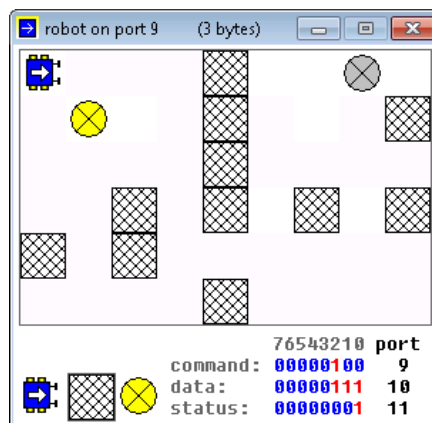 robot on port 9 (3 bytes)
76543210 port
command: 00000100 9
data: 00000111 10
status: 00000001 11